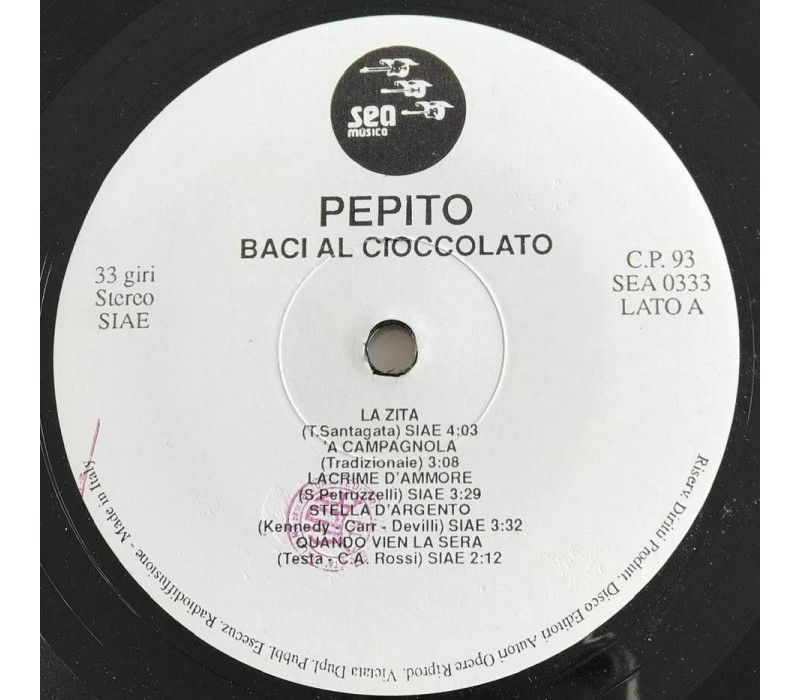 sea
música
PEPITO
BACI AL CIOCCOLATO
33 giri
Stereo
SIAE
C.P. 93
SEA 0333
LATO A
LA ZITA
(T.Santagata) SIAE 4:03
'A CAMPAGNOLA
(Tradizionale) 3:08
LACRIME D'AMMORE
(S.Petruzzelli) SIAE 3:29
STELLA D'ARGENTO
(Kennedy - Carr - Devilli) SIAE 3:32
QUANDO VIEN LA SERA
(Testa - C.A. Rossi) SIAE 2:12
Riserv. Diritti Produtt. Disco Editori Autori Opere Riprod. Vietata Dupl. Pubbl. Esecuz. Radiodiffusione - Made in Italy